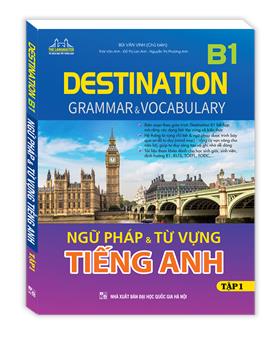 THE LANGMASTER
BÙI VĂN VINH (Chủ biên)
Thái Vân Anh - Đỗ Thị Lan Anh - Nguyễn Thị Phương Anh
B1
DESTINATION
GRAMMAR & VOCABULARY
NGỮ PHÁP & TỪ VỰNG
TIẾNG ANH
TẬP 1
NHÀ XUẤT BẢN ĐẠI HỌC QUỐC GIA HÀ NỘI
DESTINATION B1 NGỮ PHÁP & TỪ VỰNG TIẾNG ANH TẬP 1